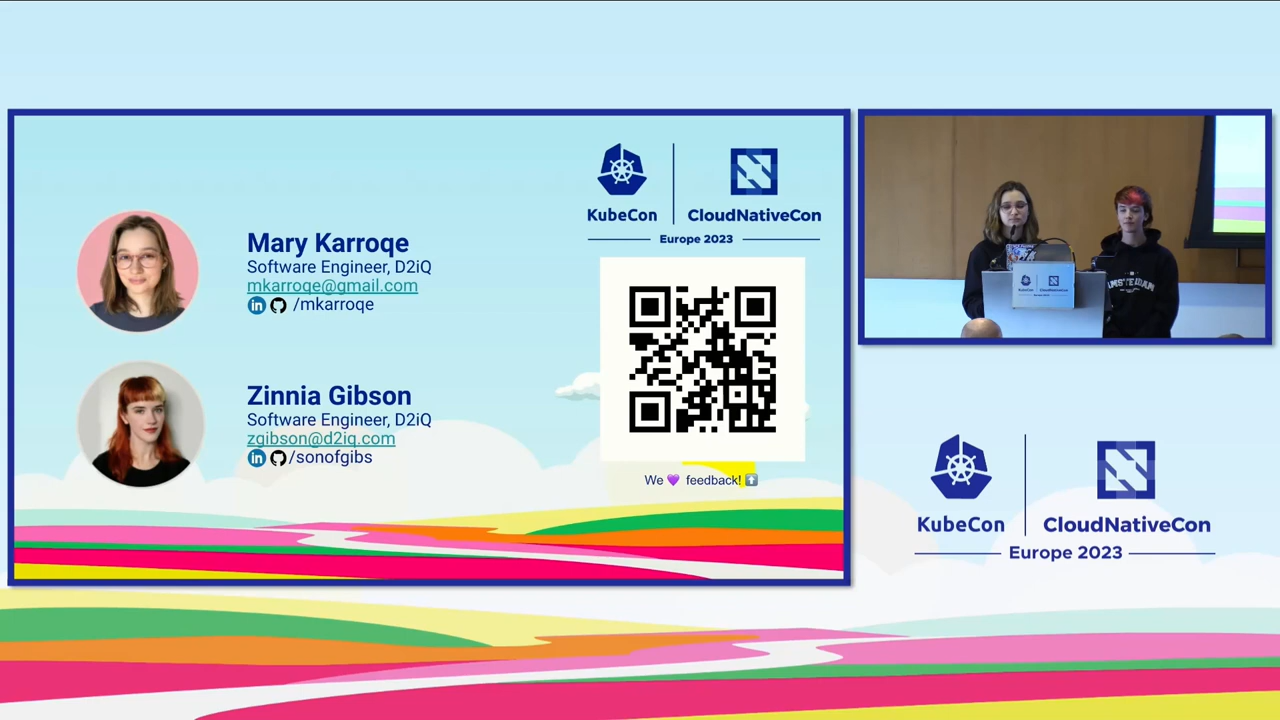 Mary Karroqe
Software Engineer, D2iQ
mkarroqe@gmail.com
/mkarroqe
Zinnia Gibson
Software Engineer, D2iQ
zgibson@d2iq.com
/sonofgibs
KubeCon
CloudNativeCon
Europe 2023
We 💜 feedback! ⬆️
KubeCon
CloudNativeCon
Europe 2023